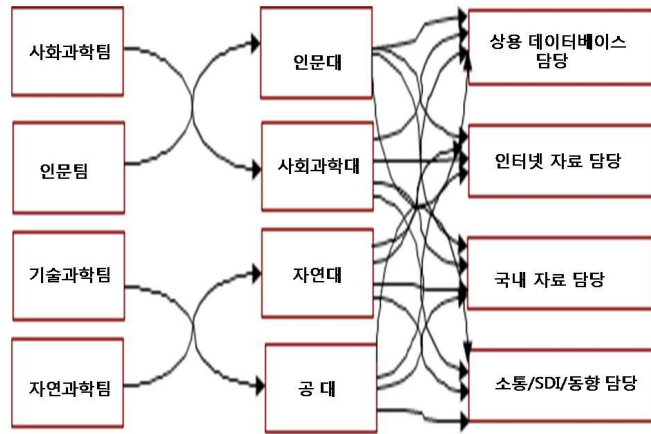 사화과학팀
인문팀
기술과학팀
자연과학팀
인문대
사회과학대
자연대
공 대
상용 데이터베이스
담당
인터넷 자료 담당
국내 자료 담당
소통/SDI/동향 담당